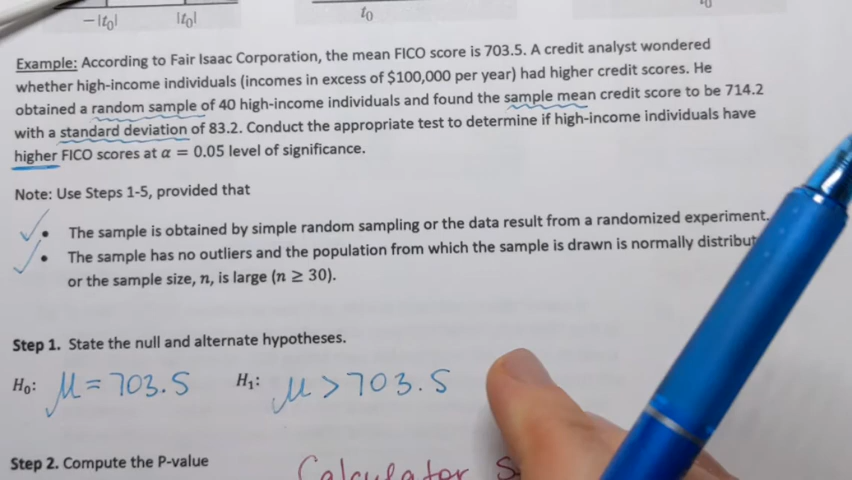 −|t₀| |t₀| t₀
Example: According to Fair Isaac Corporation, the mean FICO score is 703.5. A credit analyst wondered
whether high-income individuals (incomes in excess of $100,000 per year) had higher credit scores. He
obtained a random sample of 40 high-income individuals and found the sample mean credit score to be 714.2
with a standard deviation of 83.2. Conduct the appropriate test to determine if high-income individuals have
higher FICO scores at α = 0.05 level of significance.
Note: Use Steps 1-5, provided that
• The sample is obtained by simple random sampling or the data result from a randomized experiment.
• The sample has no outliers and the population from which the sample is drawn is normally
or the sample size, n, is large (n ≥ 30).
Step 1. State the null and alternate hypotheses.
H₀: μ = 703.5 H₁: μ > 703.5
Step 2. Compute the P-value Calculator